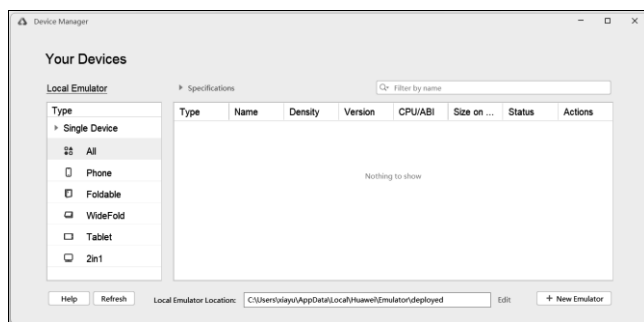 Device Manager
Your Devices
Local Emulator
Specifications
Filter by name
Type
Single Device
All
Phone
Foldable
WideFold
Tablet
2in1
Type Name Density Version CPU/ABI Size on ... Status Actions
Nothing to show
Help Refresh Local Emulator Location: C:\Users\xiayu\AppData\Local\Huawei\Emulator\deployed Edit + New Emulator